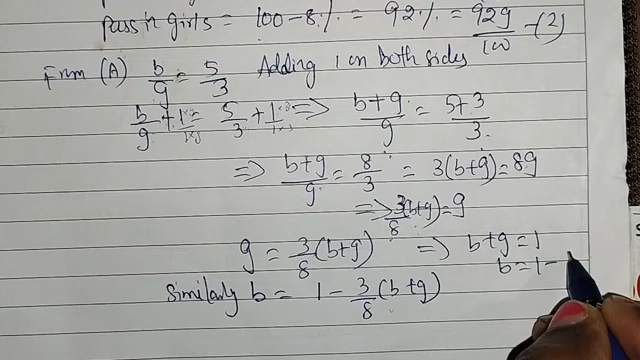 Pass in girls = 100 - 8% = 92% = 92g/100 - (2)
From (A) b/g = 5/3 Adding 1 on both sides
b/g + 1 = 5/3 + 1 => b+g/g = 5+3/3
=> b+g/g = 8/3 = 3(b+g) = 8g
=> 3/8(b+g) = g
g = 3/8(b+g) => b+g = 1
b = 1 -
Similarly b = 1 - 3/8(b+g)